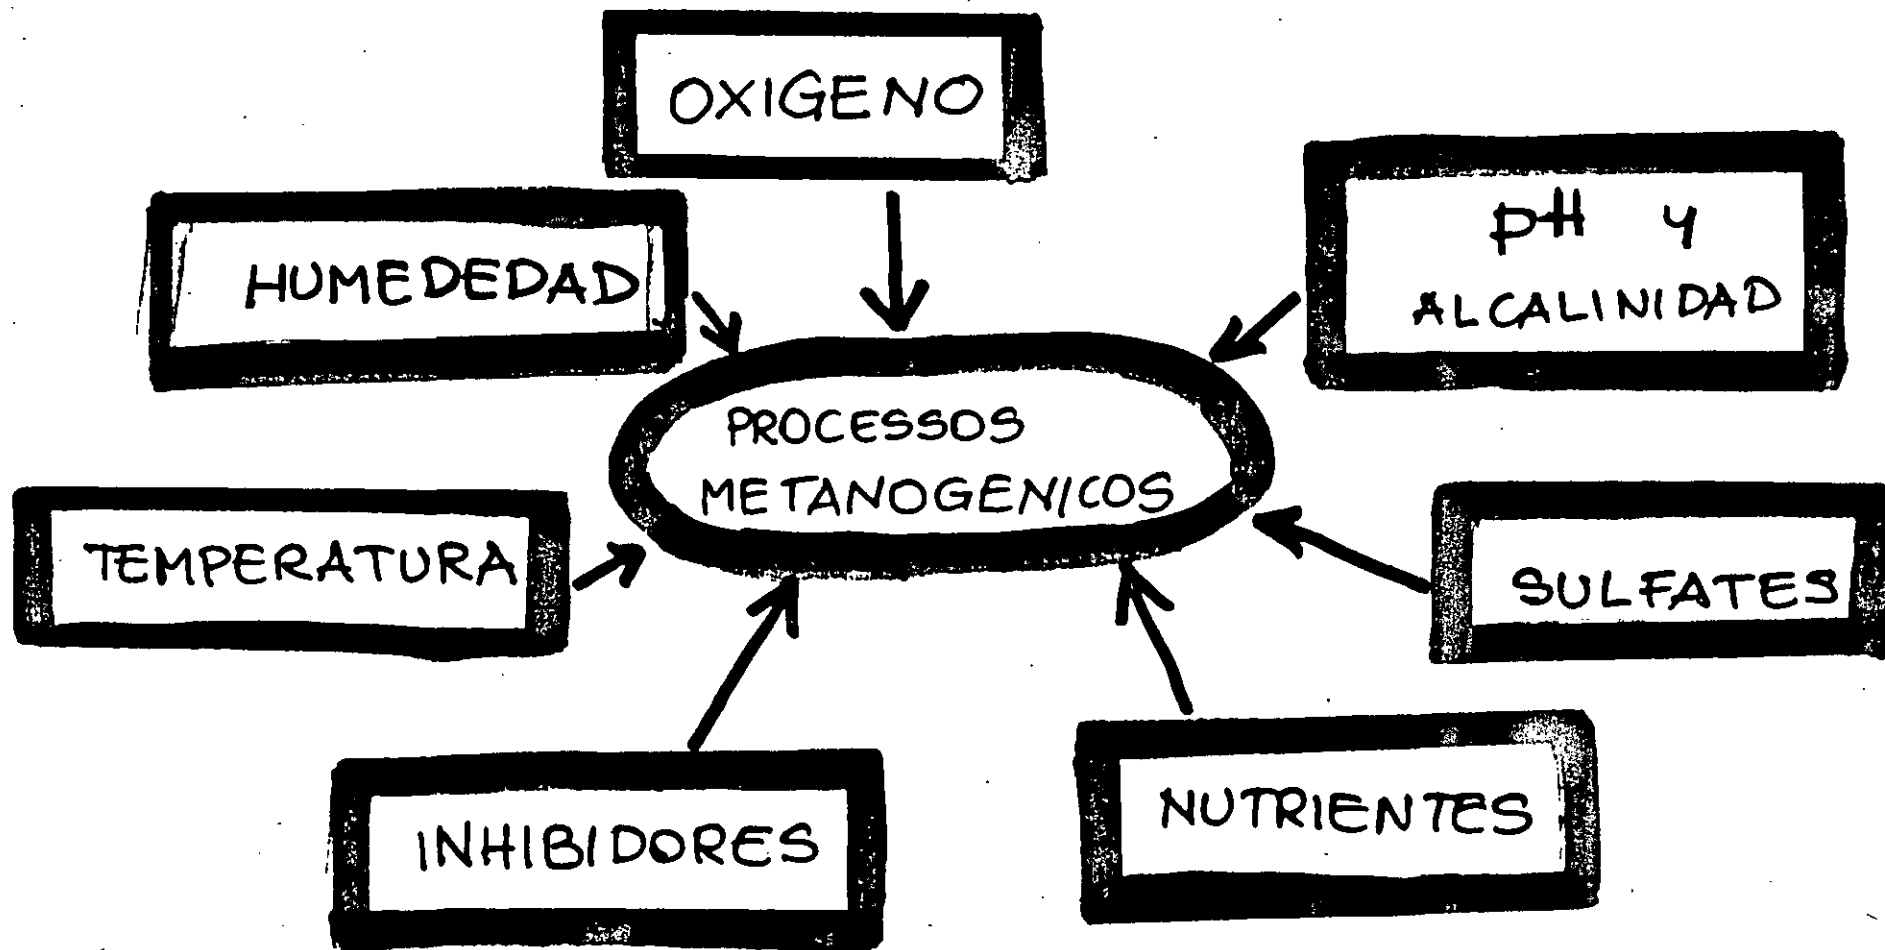 OXIGENO
HUMEDEDAD
pH y
ALCALINIDAD
PROCESSOS
METANOGENICOS
TEMPERATURA
SULFATES
INHIBIDORES
NUTRIENTES